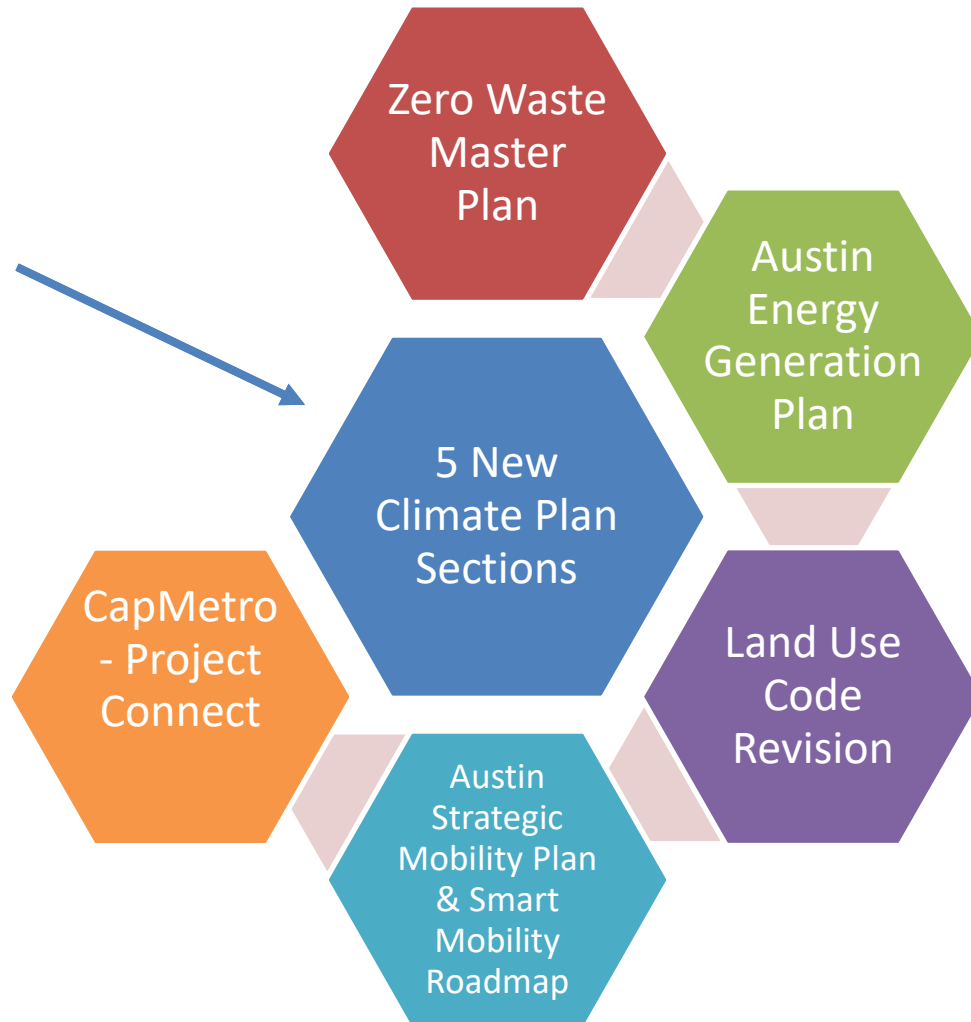 Zero Waste
Master
Plan
Austin
Energy
Generation
Plan
5 New
Climate Plan
Sections
CapMetro
- Project
Connect
Land Use
Code
Revision
Austin
Strategic
Mobility Plan
& Smart
Mobility
Roadmap